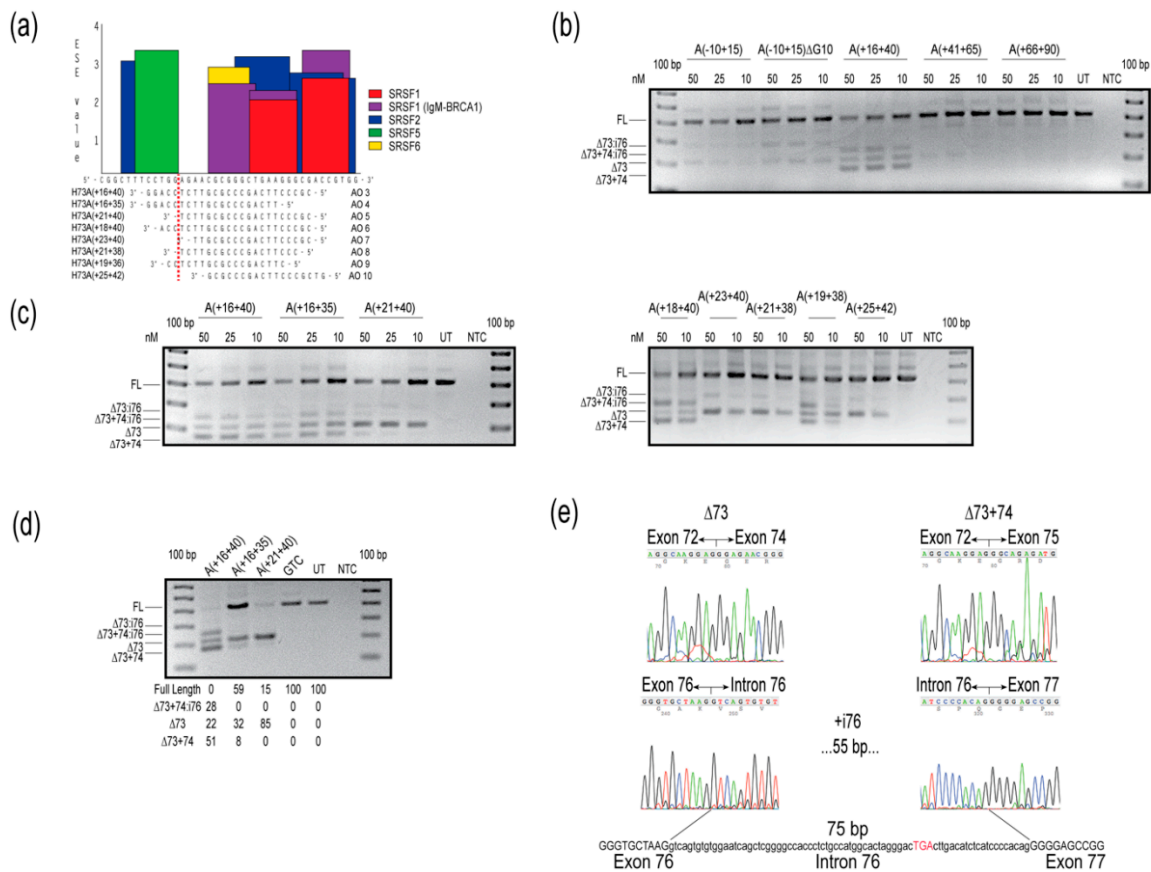 (a)
4
3
2
1
ESE value
SRSF1
SRSF1 (IgM-BRCA1)
SRSF2
SRSF5
SRSF6
5'-CGGCTTTCCTGCAGAACGCGGGCTGAAGGGCGACCGTGG-3'
H73A(+16+40) 3'-GGACCTCTTGCGCCCGACTTCCCGC-5' AO 3
H73A(+16+35) 3'-GGACCTCTTGCGCCCGACTT-5' AO 4
H73A(+21+40) 3'-TCTTGCGCCCGACTTCCCGC-5' AO 5
H73A(+18+40) 3'-ACCTCTTGCGCCCGACTTCCCGC-5' AO 6
H73A(+23+40) 3'-TTGCGCCCGACTTCCCGC-5' AO 7
H73A(+21+38) 3'-TCTTGCGCCCGACTTCCC-5' AO 8
H73A(+19+36) 3'-CCTCTTGCGCCCGACTTC-5' AO 9
H73A(+25+42) 3'-GCGCCCGACTTCCCGCTG-5' AO 10
(b)
A(-10+15) A(-10+15)ΔG10 A(+16+40) A(+41+65) A(+66+90)
100 bp 100 bp
nM 50 25 10 50 25 10 50 25 10 50 25 10 50 25 10 UT NTC
FL
Δ73:i76
Δ73+74:i76
Δ73
Δ73+74
(c)
A(+16+40) A(+16+35) A(+21+40)
100 bp 100 bp
nM 50 25 10 50 25 10 50 25 10 UT NTC
FL
Δ73:i76
Δ73+74:i76
Δ73
Δ73+74
A(+18+40) A(+23+40) A(+21+38) A(+19+38) A(+25+42)
100 bp 100 bp
nM 50 10 50 10 50 10 50 10 50 10 UT NTC
FL
Δ73:i76
Δ73+74:i76
Δ73
Δ73+74
(d)
100 bp A(+16+40) A(+16+35) A(+21+40) GTC UT NTC 100 bp
FL
Δ73:i76
Δ73+74:i76
Δ73
Δ73+74
Full Length 0 59 15 100 100
Δ73+74:i76 28 0 0 0 0
Δ73 22 32 85 0 0
Δ73+74 51 8 0 0 0
(e)
Δ73 Δ73+74
Exon 72 Exon 74
AGGCAAGGAGGGAGAACGGG
Exon 72 Exon 75
AGGCAAGGAGGGCAGAGATG
Exon 76 Intron 76
GGGTGCTAAGGTCAGTGTGT
Intron 76 Exon 77
ATCCCCACAGGGGGAGCCGG
+i76
...55 bp...
75 bp
GGGTGCTAAGgtcagtgtgtggaatcagctcggggccaccctctgccatggcactagggacTGActtgacatctcatccccacagGGGGAGCCGG
Exon 76 Intron 76 Exon 77